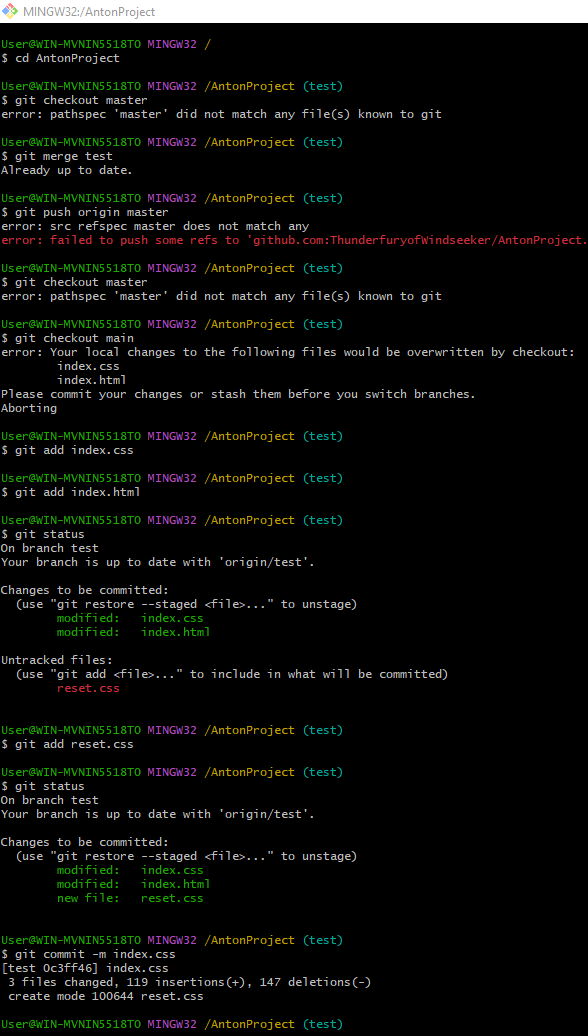 MINGW32:/AntonProject
User@WIN-MVNIN5518TO MINGW32 /
$ cd AntonProject
User@WIN-MVNIN5518TO MINGW32 /AntonProject (test)
$ git checkout master
error: pathspec 'master' did not match any file(s) known to git
User@WIN-MVNIN5518TO MINGW32 /AntonProject (test)
$ git merge test
Already up to date.
User@WIN-MVNIN5518TO MINGW32 /AntonProject (test)
$ git push origin master
error: src refspec master does not match any
error: failed to push some refs to 'github.com:ThunderfuryofWindseeker/AntonProject.
User@WIN-MVNIN5518TO MINGW32 /AntonProject (test)
$ git checkout master
error: pathspec 'master' did not match any file(s) known to git
User@WIN-MVNIN5518TO MINGW32 /AntonProject (test)
$ git checkout main
error: Your local changes to the following files would be overwritten by checkout:
index.css
index.html
Please commit your changes or stash them before you switch branches.
Aborting
User@WIN-MVNIN5518TO MINGW32 /AntonProject (test)
$ git add index.css
User@WIN-MVNIN5518TO MINGW32 /AntonProject (test)
$ git add index.html
User@WIN-MVNIN5518TO MINGW32 /AntonProject (test)
$ git status
On branch test
Your branch is up to date with 'origin/test'.
Changes to be committed:
(use "git restore --staged <file>..." to unstage)
modified:   index.css
modified:   index.html
Untracked files:
(use "git add <file>..." to include in what will be committed)
reset.css
User@WIN-MVNIN5518TO MINGW32 /AntonProject (test)
$ git add reset.css
User@WIN-MVNIN5518TO MINGW32 /AntonProject (test)
$ git status
On branch test
Your branch is up to date with 'origin/test'.
Changes to be committed:
(use "git restore --staged <file>..." to unstage)
modified:   index.css
modified:   index.html
new file:   reset.css
User@WIN-MVNIN5518TO MINGW32 /AntonProject (test)
$ git commit -m index.css
[test 0c3ff46] index.css
3 files changed, 119 insertions(+), 147 deletions(-)
create mode 100644 reset.css
User@WIN-MVNIN5518TO MINGW32 /AntonProject (test)